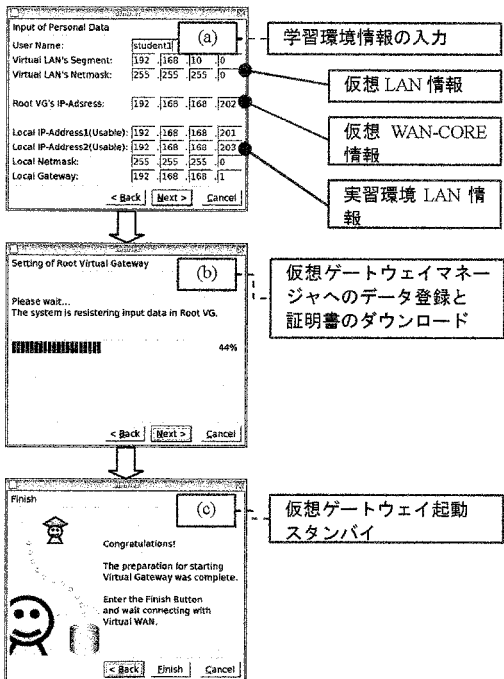 Input of Personal Data
(a)
学習環境情報の入力
User Name: student1
Virtual LAN's Segment: 192 .168 .10 .0
Virtual LAN's Netmask: 255 .255 .255 .0
仮想 LAN 情報
Root VG's IP-Adsress: 192 .168 .168 .202
仮想 WAN-CORE
情報
Local IP-Address1(Usable): 192 .168 .168 .201
Local IP-Address2(Usable): 192 .168 .168 .203
Local Netmask: 255 .255 .255 .0
Local Gateway: 192 .168 .168 .1
実習環境 LAN 情
報
< Back Next > Cancel
Setting of Root Virtual Gateway
(b)
仮想ゲートウェイマネー
ジャへのデータ登録と
証明書のダウンロード
Please wait...
The system is resistering input data in Root VG.
44%
< Back Next > Cancel
Finish
(c)
仮想ゲートウェイ起動
スタンバイ
Congratulations!
The preparation for starting
Virtual Gateway was complete.
Enter the Finish Button
and wait connecting with
Virtual WAN.
< Back Finish Cancel